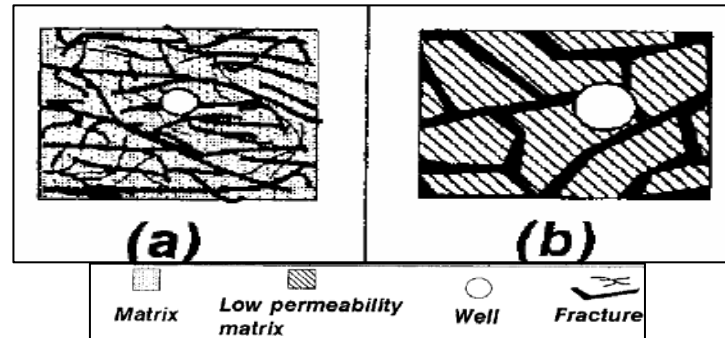 (a)
(b)
Matrix
Low permeability
matrix
Well
Fracture